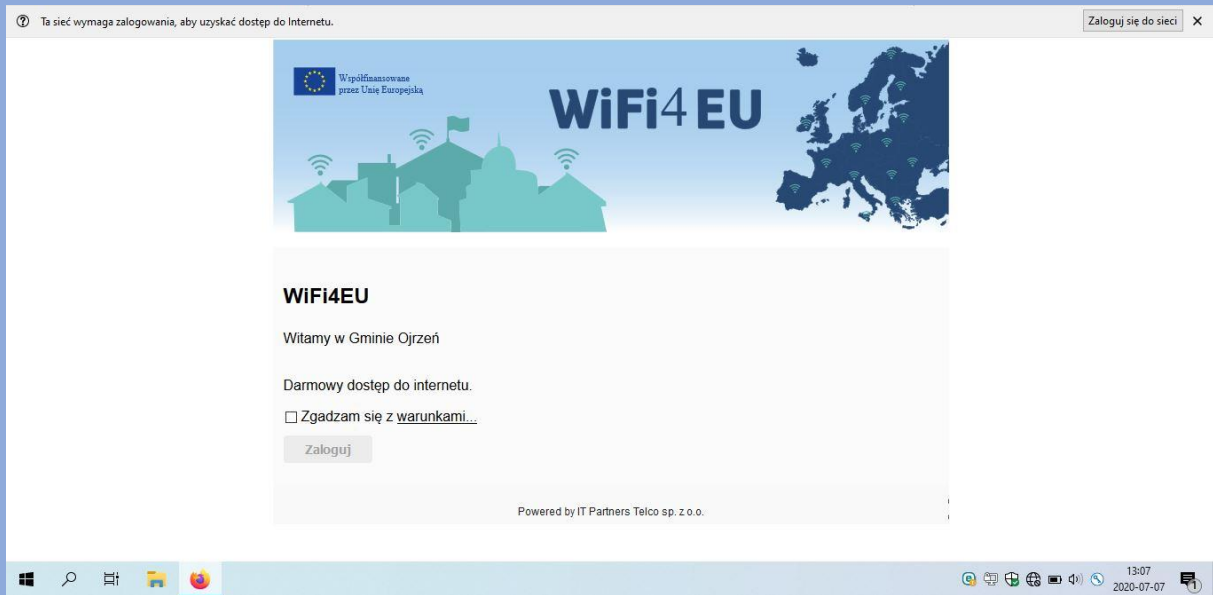 Ta sieć wymaga zalogowania, aby uzyskać dostęp do Internetu.
Zaloguj się do sieci
Współfinansowane
przez Unię Europejską
WiFi4EU
WiFi4EU
Witamy w Gminie Ojrzeń
Darmowy dostęp do internetu.
Zgadzam się z warunkami...
Zaloguj
Powered by IT Partners Telco sp. z o.o.
13:07
2020-07-07
1